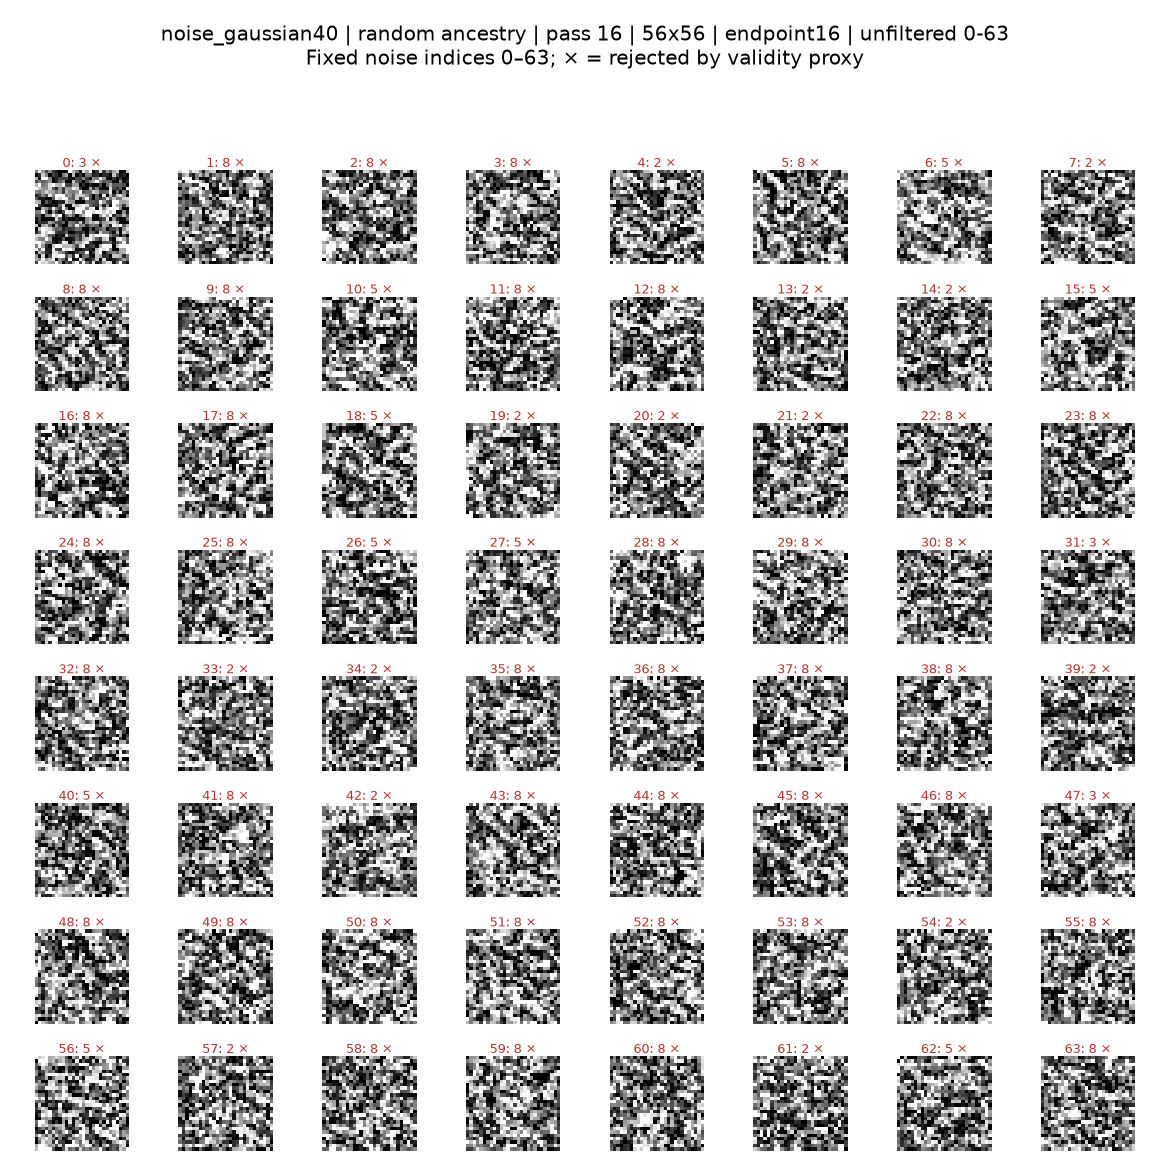 noise_gaussian40 | random ancestry | pass 16 | 56x56 | endpoint16 | unfiltered 0-63
Fixed noise indices 0–63; × = rejected by validity proxy
0: 3 × 1: 8 × 2: 8 × 3: 8 × 4: 2 × 5: 8 × 6: 5 × 7: 2 ×
8: 8 × 9: 8 × 10: 5 × 11: 8 × 12: 8 × 13: 2 × 14: 2 × 15: 5 ×
16: 8 × 17: 8 × 18: 5 × 19: 2 × 20: 2 × 21: 2 × 22: 8 × 23: 8 ×
24: 8 × 25: 8 × 26: 5 × 27: 5 × 28: 8 × 29: 8 × 30: 8 × 31: 3 ×
32: 8 × 33: 2 × 34: 2 × 35: 8 × 36: 8 × 37: 8 × 38: 8 × 39: 2 ×
40: 5 × 41: 8 × 42: 2 × 43: 8 × 44: 8 × 45: 8 × 46: 8 × 47: 3 ×
48: 8 × 49: 8 × 50: 8 × 51: 8 × 52: 8 × 53: 8 × 54: 2 × 55: 8 ×
56: 5 × 57: 2 × 58: 8 × 59: 8 × 60: 8 × 61: 2 × 62: 5 × 63: 8 ×